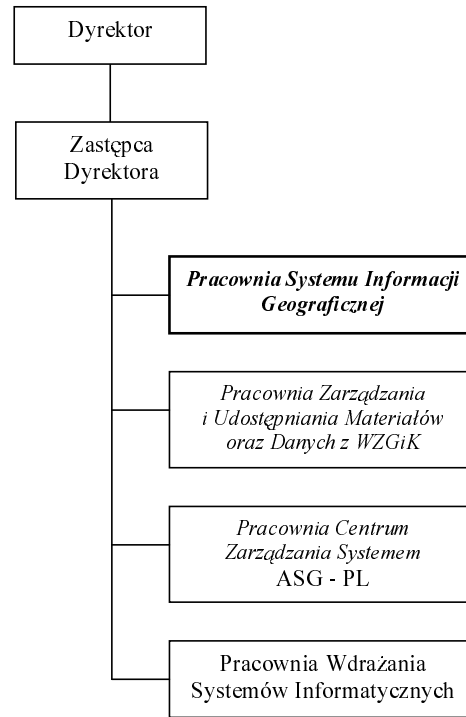 Dyrektor
Zastępca
Dyrektora
Pracownia Systemu Informacji
Geograficznej
Pracownia Zarządzania
i Udostępniania Materiałów
oraz Danych z WZGiK
Pracownia Centrum
Zarządzania Systemem
ASG - PL
Pracownia Wdrażania
Systemów Informatycznych